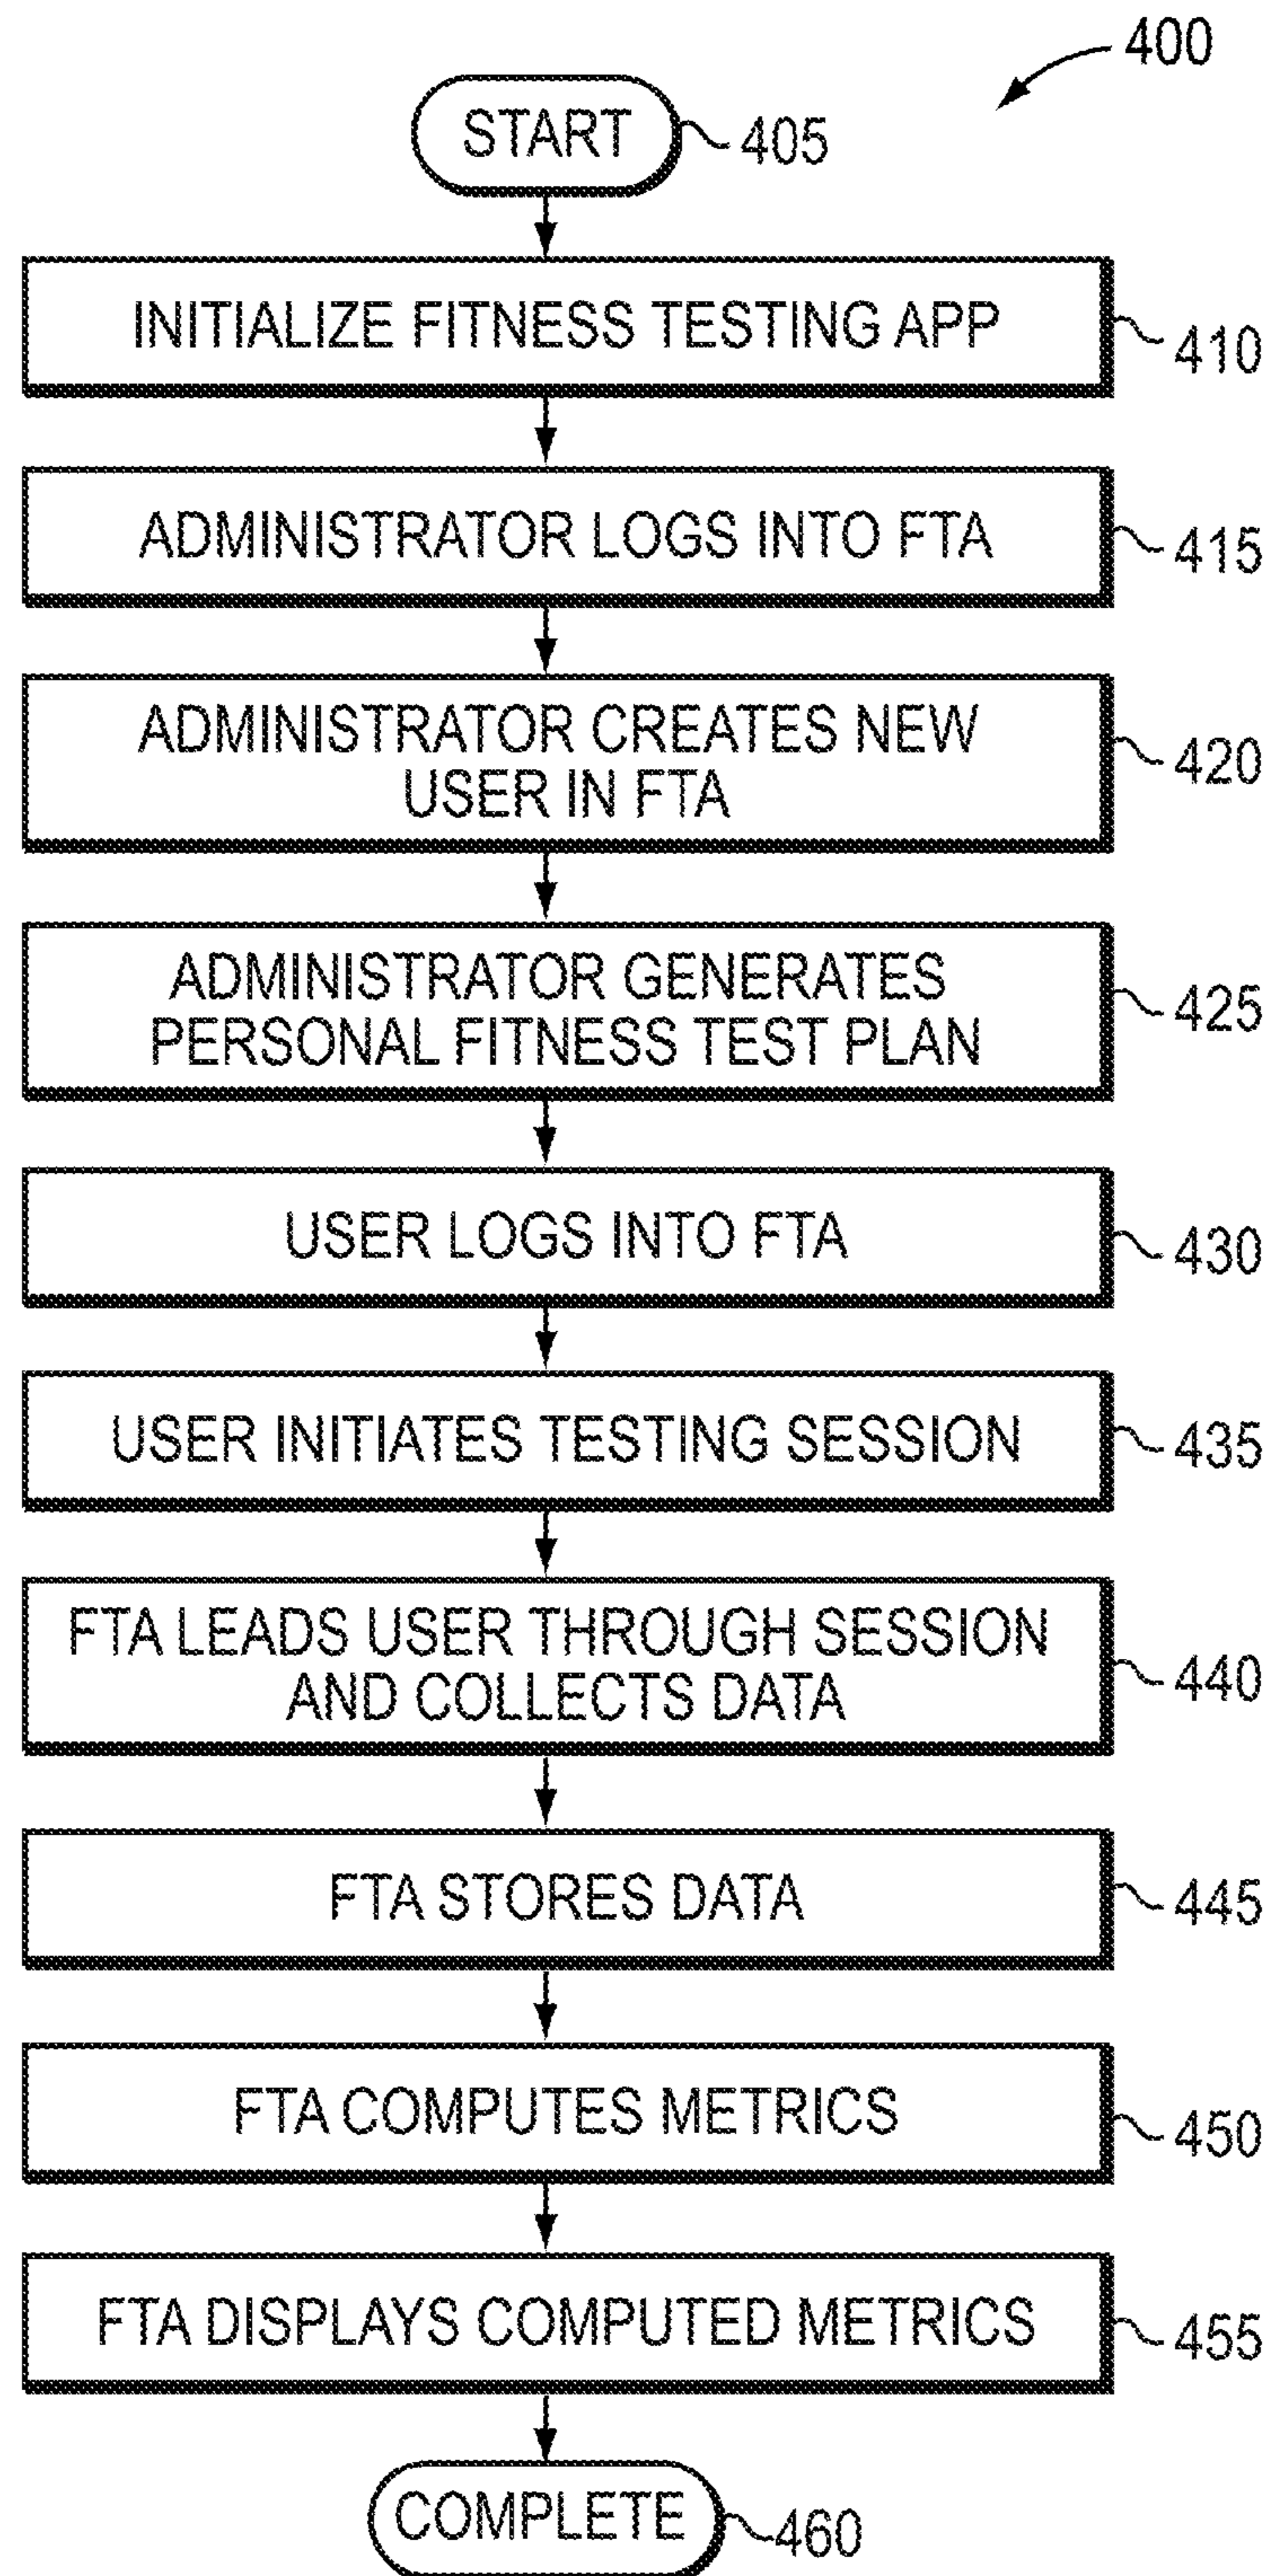 400
START
405
INITIALIZE FITNESS TESTING APP
410
ADMINISTRATOR LOGS INTO FTA
415
ADMINISTRATOR CREATES NEW
USER IN FTA
420
ADMINISTRATOR GENERATES
PERSONAL FITNESS TEST PLAN
425
USER LOGS INTO FTA
430
USER INITIATES TESTING SESSION
435
FTA LEADS USER THROUGH SESSION
AND COLLECTS DATA
440
FTA STORES DATA
445
FTA COMPUTES METRICS
450
FTA DISPLAYS COMPUTED METRICS
455
COMPLETE
460